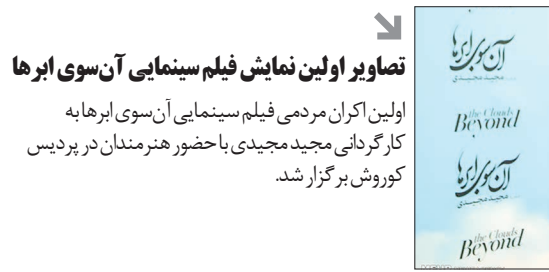 تصاویر اولین نمایش فیلم سینمایی آن‌سوی ابرها
اولین اکران مردمی فیلم سینمایی آن‌سوی ابرها به
کارگردانی مجید مجیدی با حضور هنرمندان در پردیس
کوروش برگزار شد.
آن سوی ابرها
مجید مجیدی
the Clouds
Beyond
آن سوی ابرها
مجید مجیدی
the Clouds
Beyond